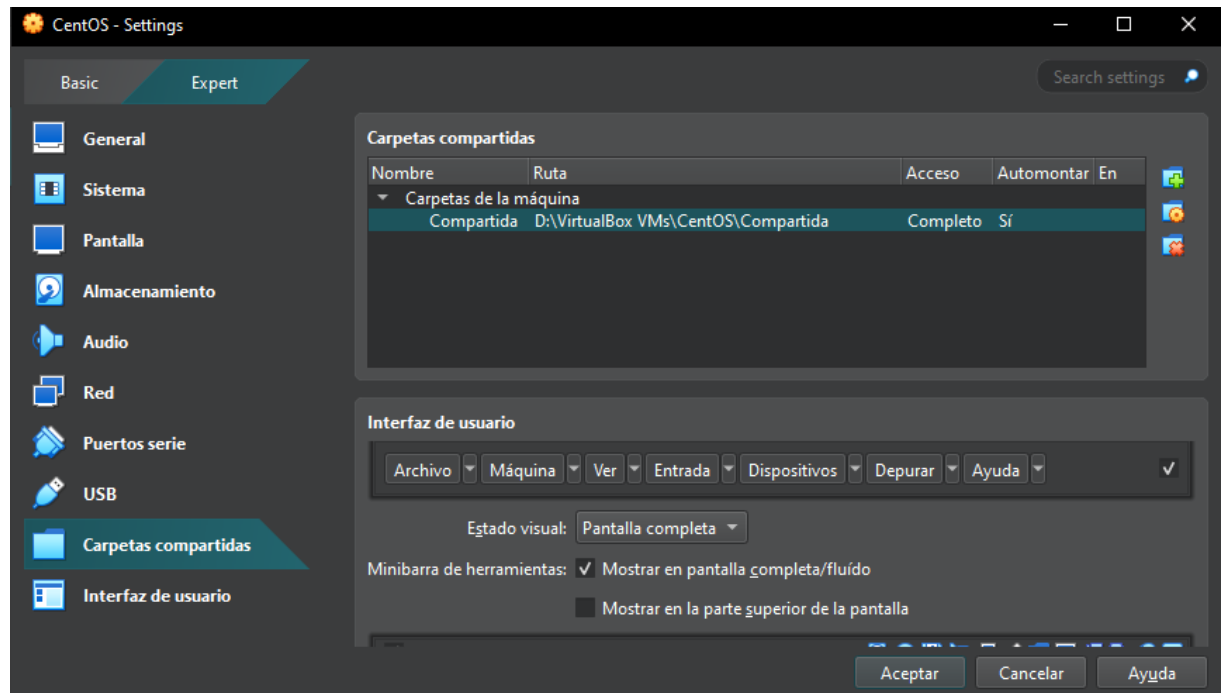 CentOS - Settings
Basic
Expert
Search settings
General
Sistema
Pantalla
Almacenamiento
Audio
Red
Puertos serie
USB
Carpetas compartidas
Interfaz de usuario
Carpetas compartidas
Nombre Ruta Acceso Automontar En
Carpetas de la máquina
Compartida D:\VirtualBox VMs\CentOS\Compartida Completo Sí
Interfaz de usuario
Archivo Máquina Ver Entrada Dispositivos Depurar Ayuda
Estado visual: Pantalla completa
Minibarra de herramientas: Mostrar en pantalla completa/fluído
Mostrar en la parte superior de la pantalla
Aceptar Cancelar Ayuda